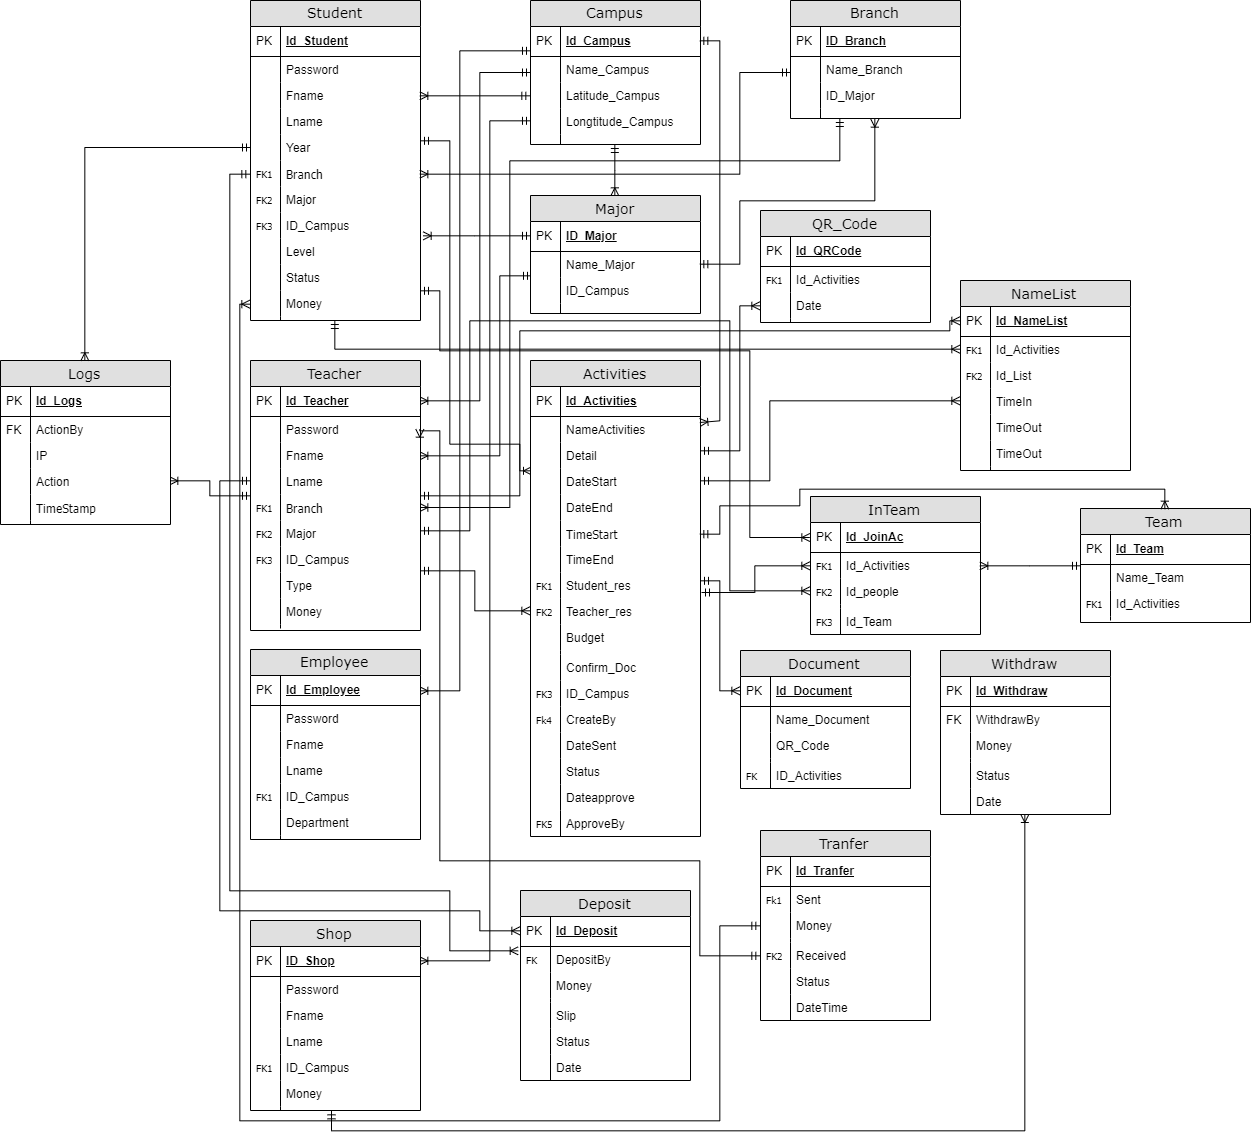 Student
PK Id_Student
Password
Fname
Lname
Year
FK1 Branch
FK2 Major
FK3 ID_Campus
Level
Status
Money
Campus
PK Id_Campus
Name_Campus
Latitude_Campus
Longtitude_Campus
Branch
PK ID_Branch
Name_Branch
ID_Major
Major
PK ID_Major
Name_Major
ID_Campus
QR_Code
PK Id_QRCode
FK1 Id_Activities
Date
NameList
PK Id_NameList
FK1 Id_Activities
FK2 Id_List
TimeIn
TimeOut
TimeOut
Logs
PK Id_Logs
FK ActionBy
IP
Action
TimeStamp
Teacher
PK Id_Teacher
Password
Fname
Lname
FK1 Branch
FK2 Major
FK3 ID_Campus
Type
Money
Activities
PK Id_Activities
NameActivities
Detail
DateStart
DateEnd
TimeStart
TimeEnd
FK1 Student_res
FK2 Teacher_res
Budget
Confirm_Doc
FK3 ID_Campus
Fk4 CreateBy
DateSent
Status
Dateapprove
FK5 ApproveBy
InTeam
PK Id_JoinAc
FK1 Id_Activities
FK2 Id_people
FK3 Id_Team
Team
PK Id_Team
Name_Team
FK1 Id_Activities
Employee
PK Id_Employee
Password
Fname
Lname
FK1 ID_Campus
Department
Document
PK Id_Document
Name_Document
QR_Code
FK ID_Activities
Withdraw
PK Id_Withdraw
FK WithdrawBy
Money
Status
Date
Tranfer
PK Id_Tranfer
Fk1 Sent
Money
FK2 Received
Status
DateTime
Deposit
PK Id_Deposit
FK DepositBy
Money
Slip
Status
Date
Shop
PK ID_Shop
Password
Fname
Lname
FK1 ID_Campus
Money